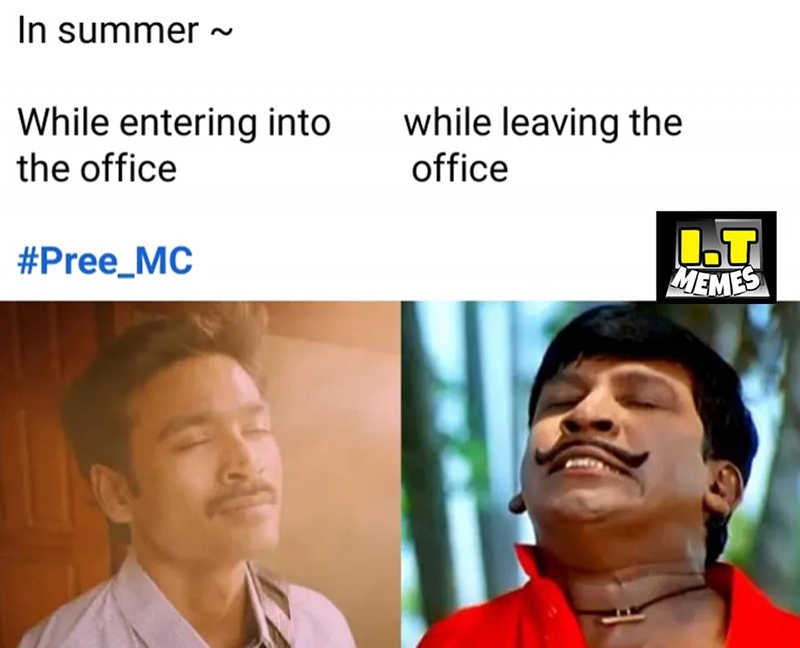 In summer ~
While entering into
the office
while leaving the
office
#Pree_MC
I.T
MEMES